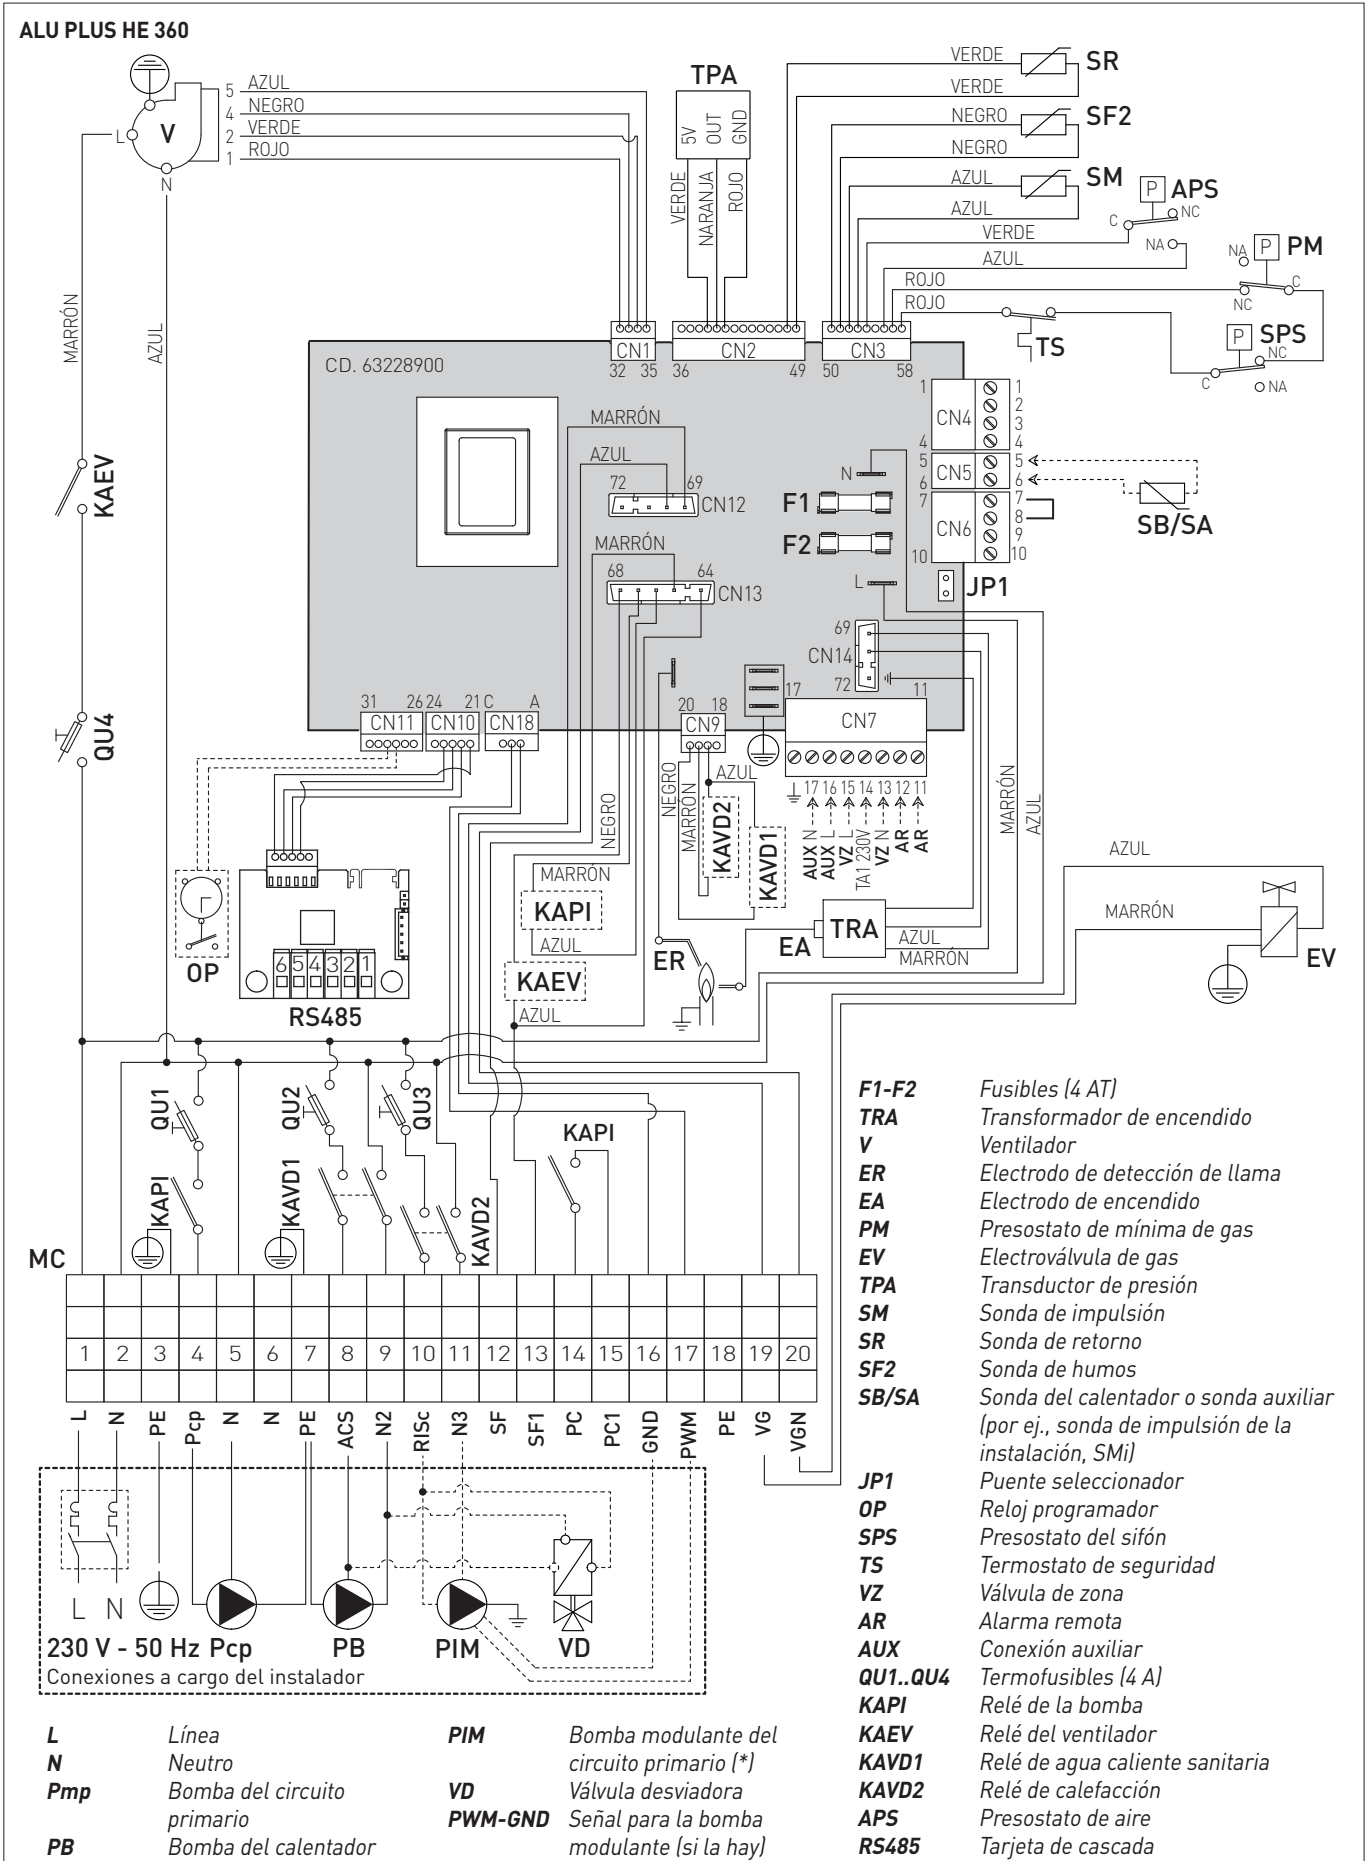 ALU PLUS HE 360
V
L
N
5 AZUL
4 NEGRO
2 VERDE
1 ROJO
TPA
5V
OUT
GND
VERDE
NARANJA
ROJO
VERDE
SR
VERDE
NEGRO
SF2
NEGRO
AZUL
SM
AZUL
P APS
C
NC
NA
VERDE
AZUL
NA P PM
NC
C
ROJO
ROJO
TS
P SPS
NC
C
NA
MARRÓN
AZUL
CN1
32 35
CN2
36 49
CN3
50 58
CD. 63228900
1 CN4 1
2
3
4 4
5 CN5 5
6 6
7 CN6 7
8
9
10 10
SB/SA
JP1
MARRÓN
AZUL
72 69
CN12
N
F1
F2
L
MARRÓN
68 64
CN13
69
CN14
72
KAEV
QU4
31 26
CN11
24 21
CN10
C A
CN18
20 18
CN9
17 11
CN7
17 16 15 14 13 12 11
AUX N
AUX L
VZ L
TA1 230V
VZ N
AR
AR
NEGRO
NEGRO
MARRÓN
AZUL
KAVD2
KAVD1
MARRÓN
AZUL
MARRÓN
KAPI
AZUL
KAEV
AZUL
OP
6 5 4 3 2 1
RS485
ER
EA
TRA
AZUL
MARRÓN
AZUL
MARRÓN
EV
QU1
QU2
QU3
KAPI
KAPI
KAVD1
KAVD2
MC
1 2 3 4 5 6 7 8 9 10 11 12 13 14 15 16 17 18 19 20
L N PE Pcp N N PE ACS N2 RISc N3 SF SF1 PC PC1 GND PWM PE VG VGN
L N
230 V - 50 Hz Pcp PB PIM VD
Conexiones a cargo del instalador
F1-F2 Fusibles (4 AT)
TRA Transformador de encendido
V Ventilador
ER Electrodo de detección de llama
EA Electrodo de encendido
PM Presostato de mínima de gas
EV Electroválvula de gas
TPA Transductor de presión
SM Sonda de impulsión
SR Sonda de retorno
SF2 Sonda de humos
SB/SA Sonda del calentador o sonda auxiliar
(por ej., sonda de impulsión de la
instalación, SMi)
JP1 Puente seleccionador
OP Reloj programador
SPS Presostato del sifón
TS Termostato de seguridad
VZ Válvula de zona
AR Alarma remota
AUX Conexión auxiliar
QU1..QU4 Termofusibles (4 A)
KAPI Relé de la bomba
KAEV Relé del ventilador
KAVD1 Relé de agua caliente sanitaria
KAVD2 Relé de calefacción
APS Presostato de aire
RS485 Tarjeta de cascada
L Línea
N Neutro
Pmp Bomba del circuito
primario
PB Bomba del calentador
PIM Bomba modulante del
circuito primario (*)
VD Válvula desviadora
PWM-GND Señal para la bomba
modulante (si la hay)